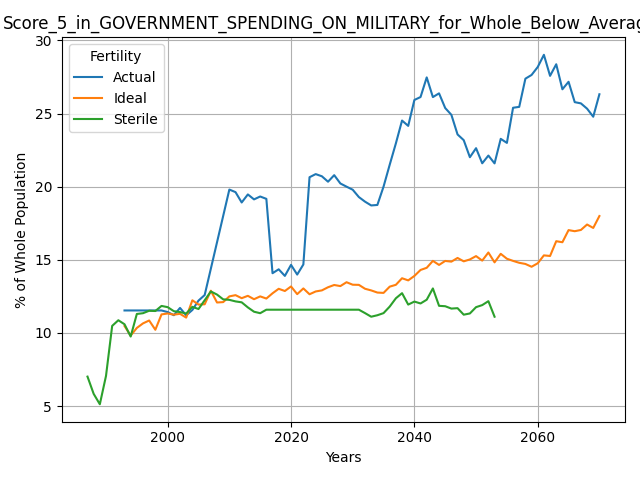 Score_5_in_GOVERNMENT_SPENDING_ON_MILITARY_for_Whole_Below_Averag
Fertility
Actual
Ideal
Sterile
% of Whole Population
30
25
20
15
10
5
2000 2020 2040 2060
Years